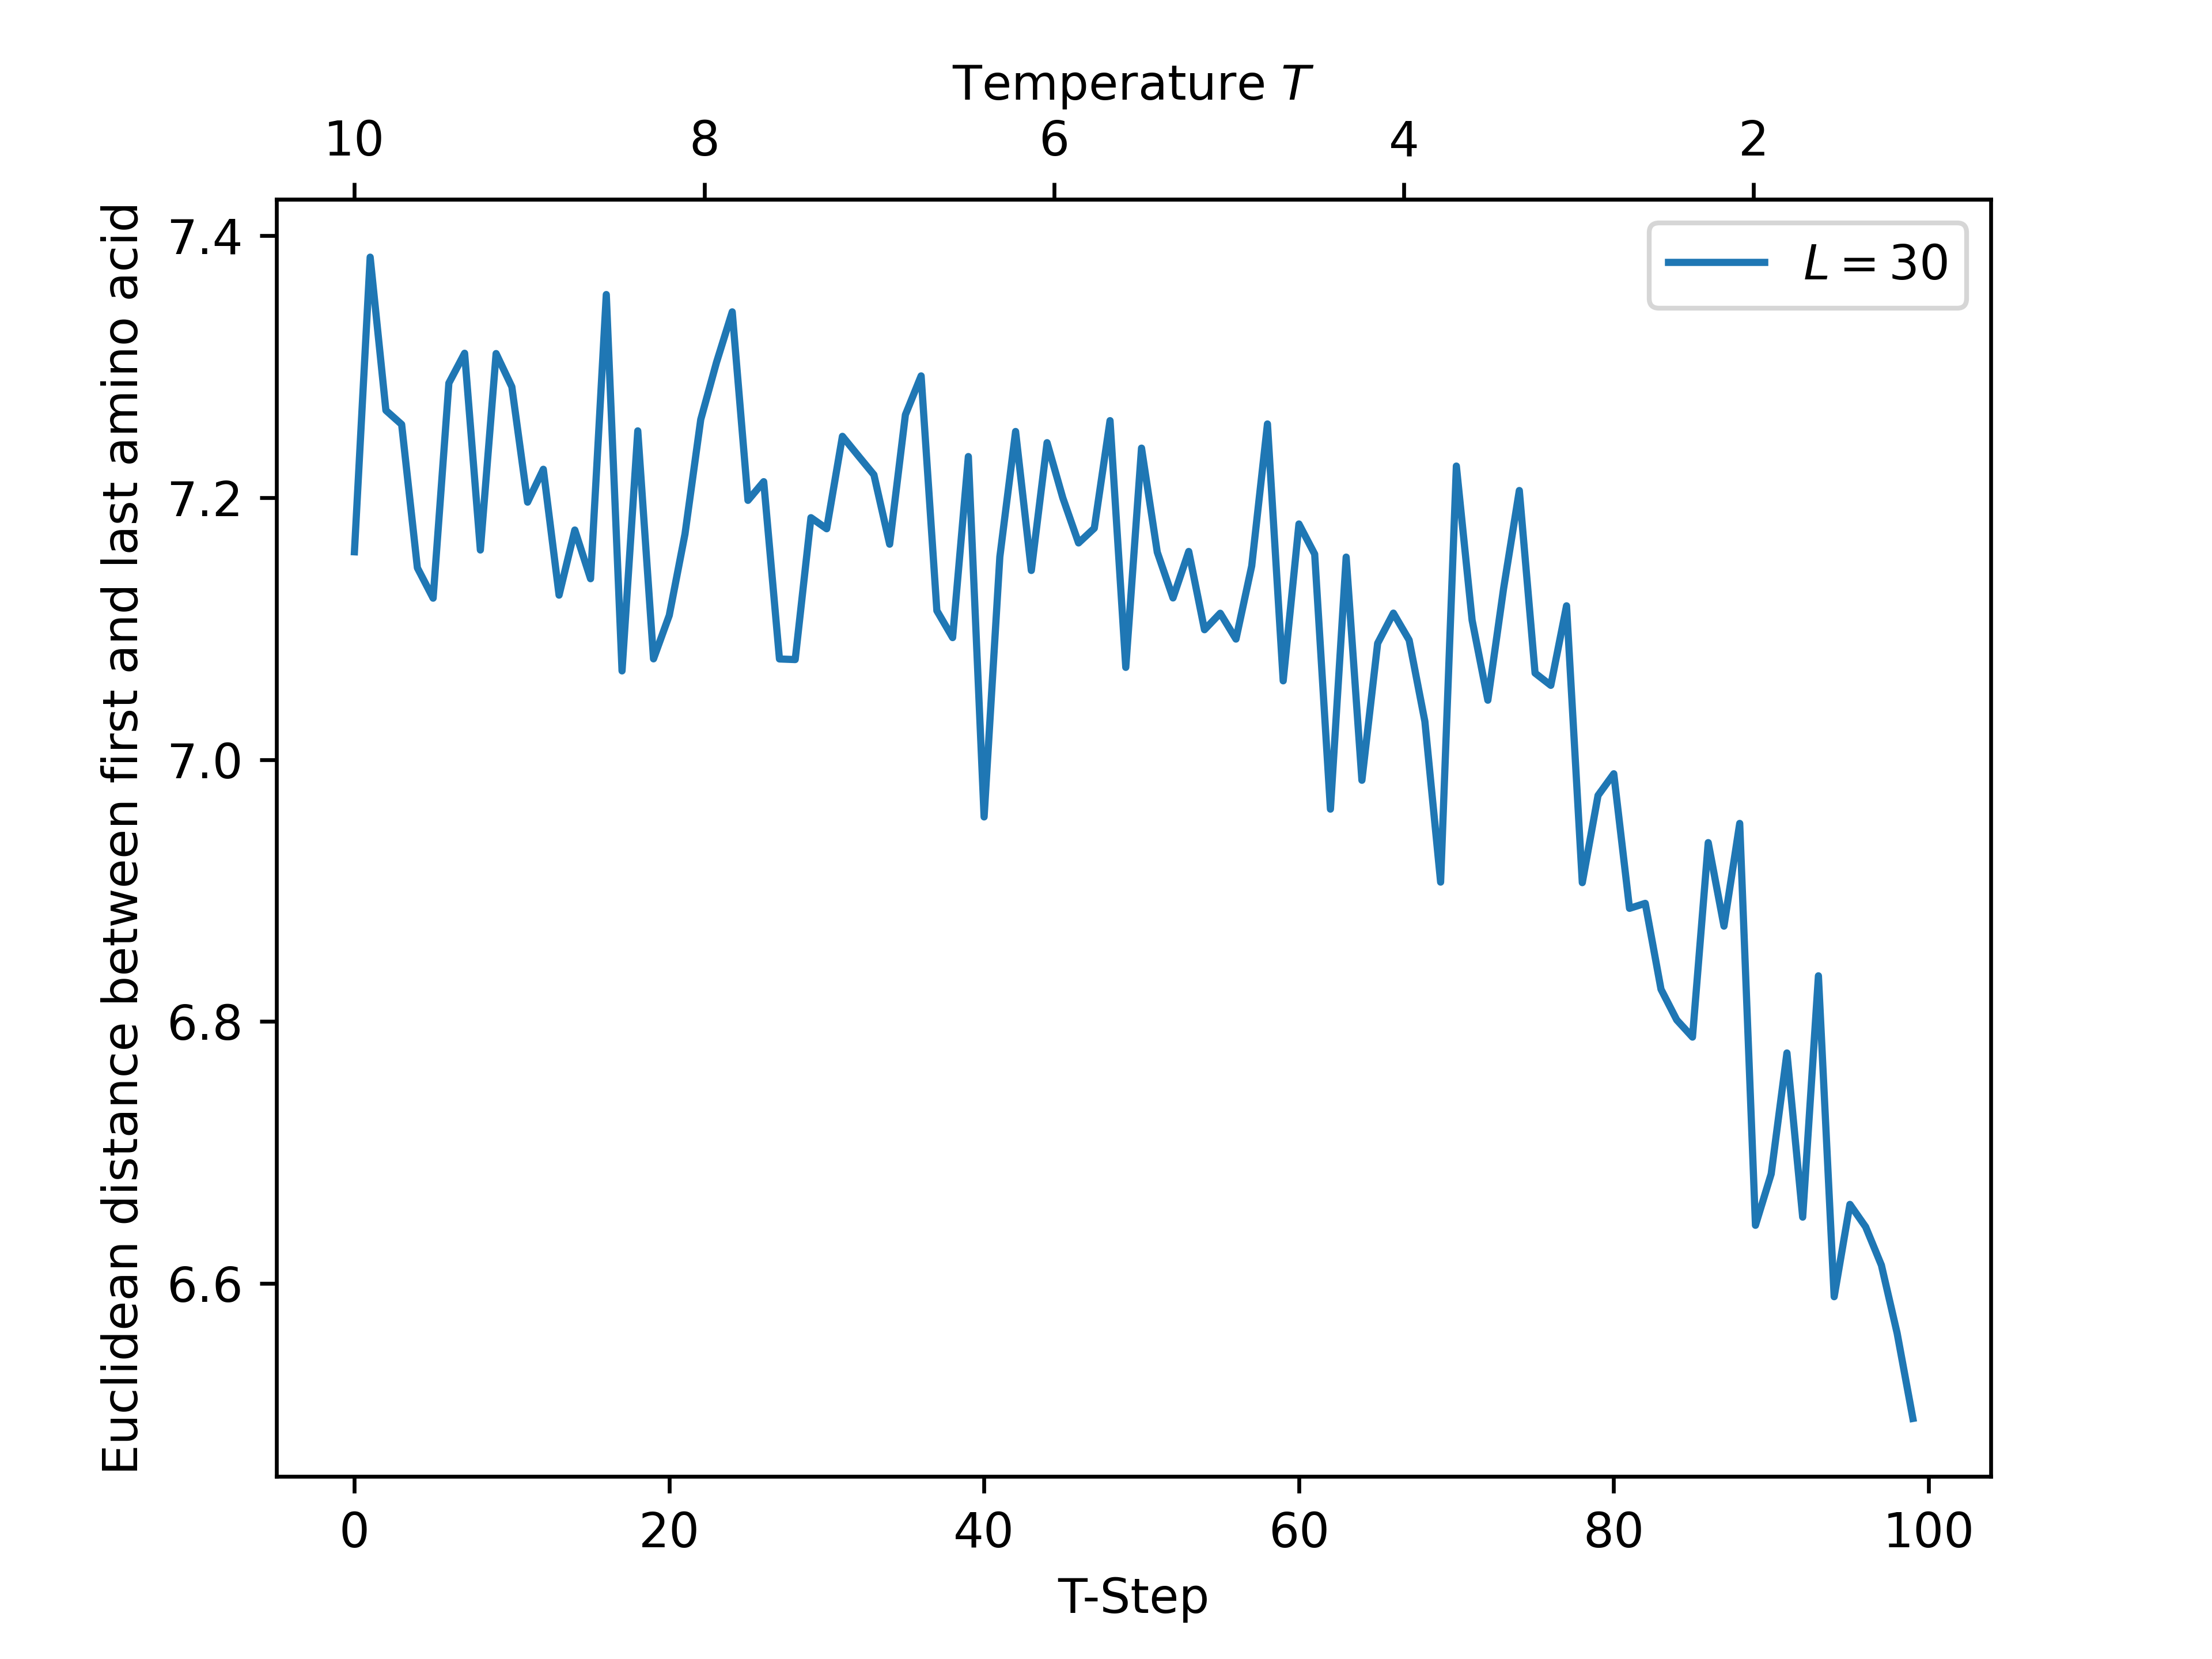 Temperature T
10 8 6 4 2
Euclidean distance between first and last amino acid
7.4
7.2
7.0
6.8
6.6
L = 30
0 20 40 60 80 100
T-Step